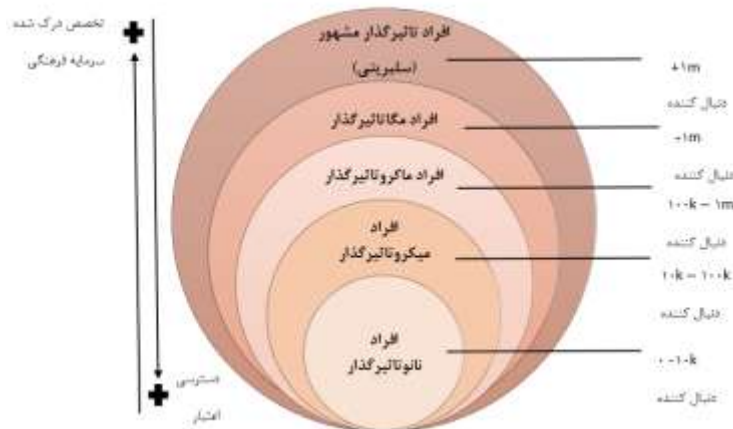 تخصص درک شده
سرمایه فرهنگی
افراد تاثیرگذار مشهور
(سلبریتی)
+۱m
دنبال کننده
افراد مگاتاثیرگذار
+۱m
دنبال کننده
افراد ماکروتاثیرگذار
۱۰۰k – ۱m
دنبال کننده
افراد
میکروتاثیرگذار
۱۰k – ۱۰۰k
دنبال کننده
افراد
نانوتاثیرگذار
۰ -۱۰k
دنبال کننده
دسترسی
اعتبار